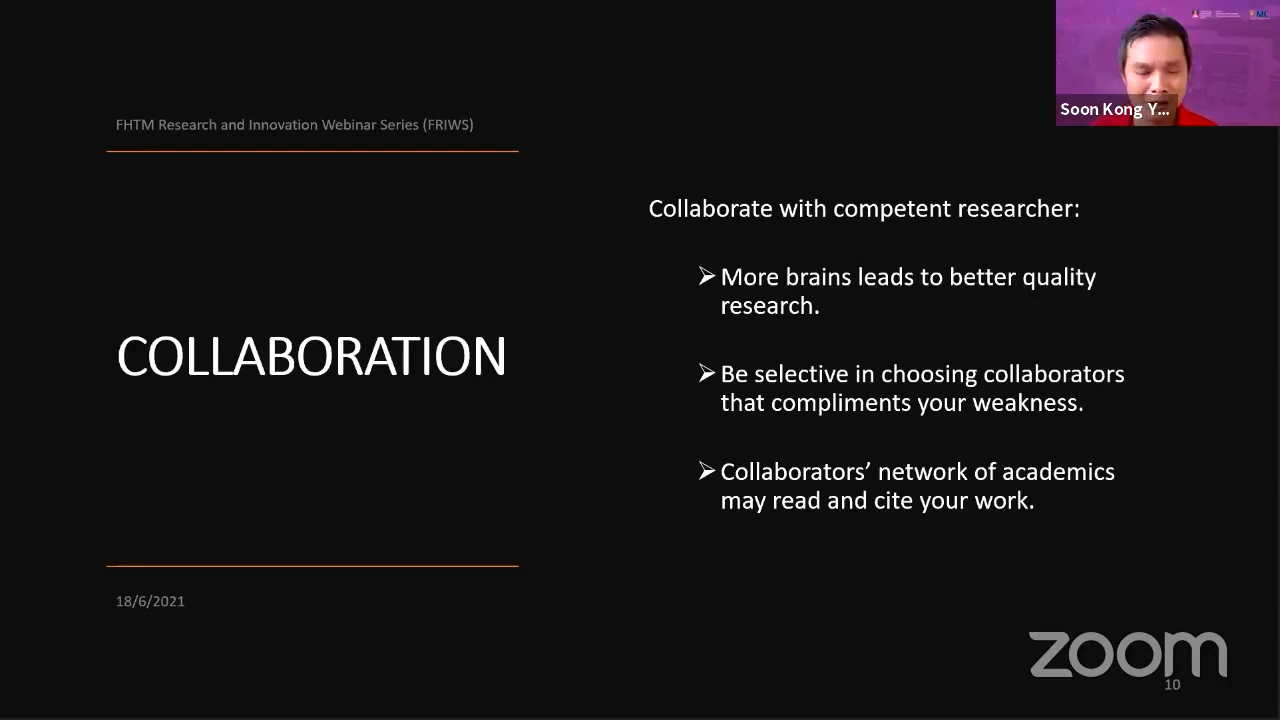 FHTM Research and Innovation Webinar Series (FRIWS)
COLLABORATION
18/6/2021
Collaborate with competent researcher:
➢ More brains leads to better quality
research.
➢ Be selective in choosing collaborators
that compliments your weakness.
➢ Collaborators’ network of academics
may read and cite your work.
Soon Kong Y...
zoom
10